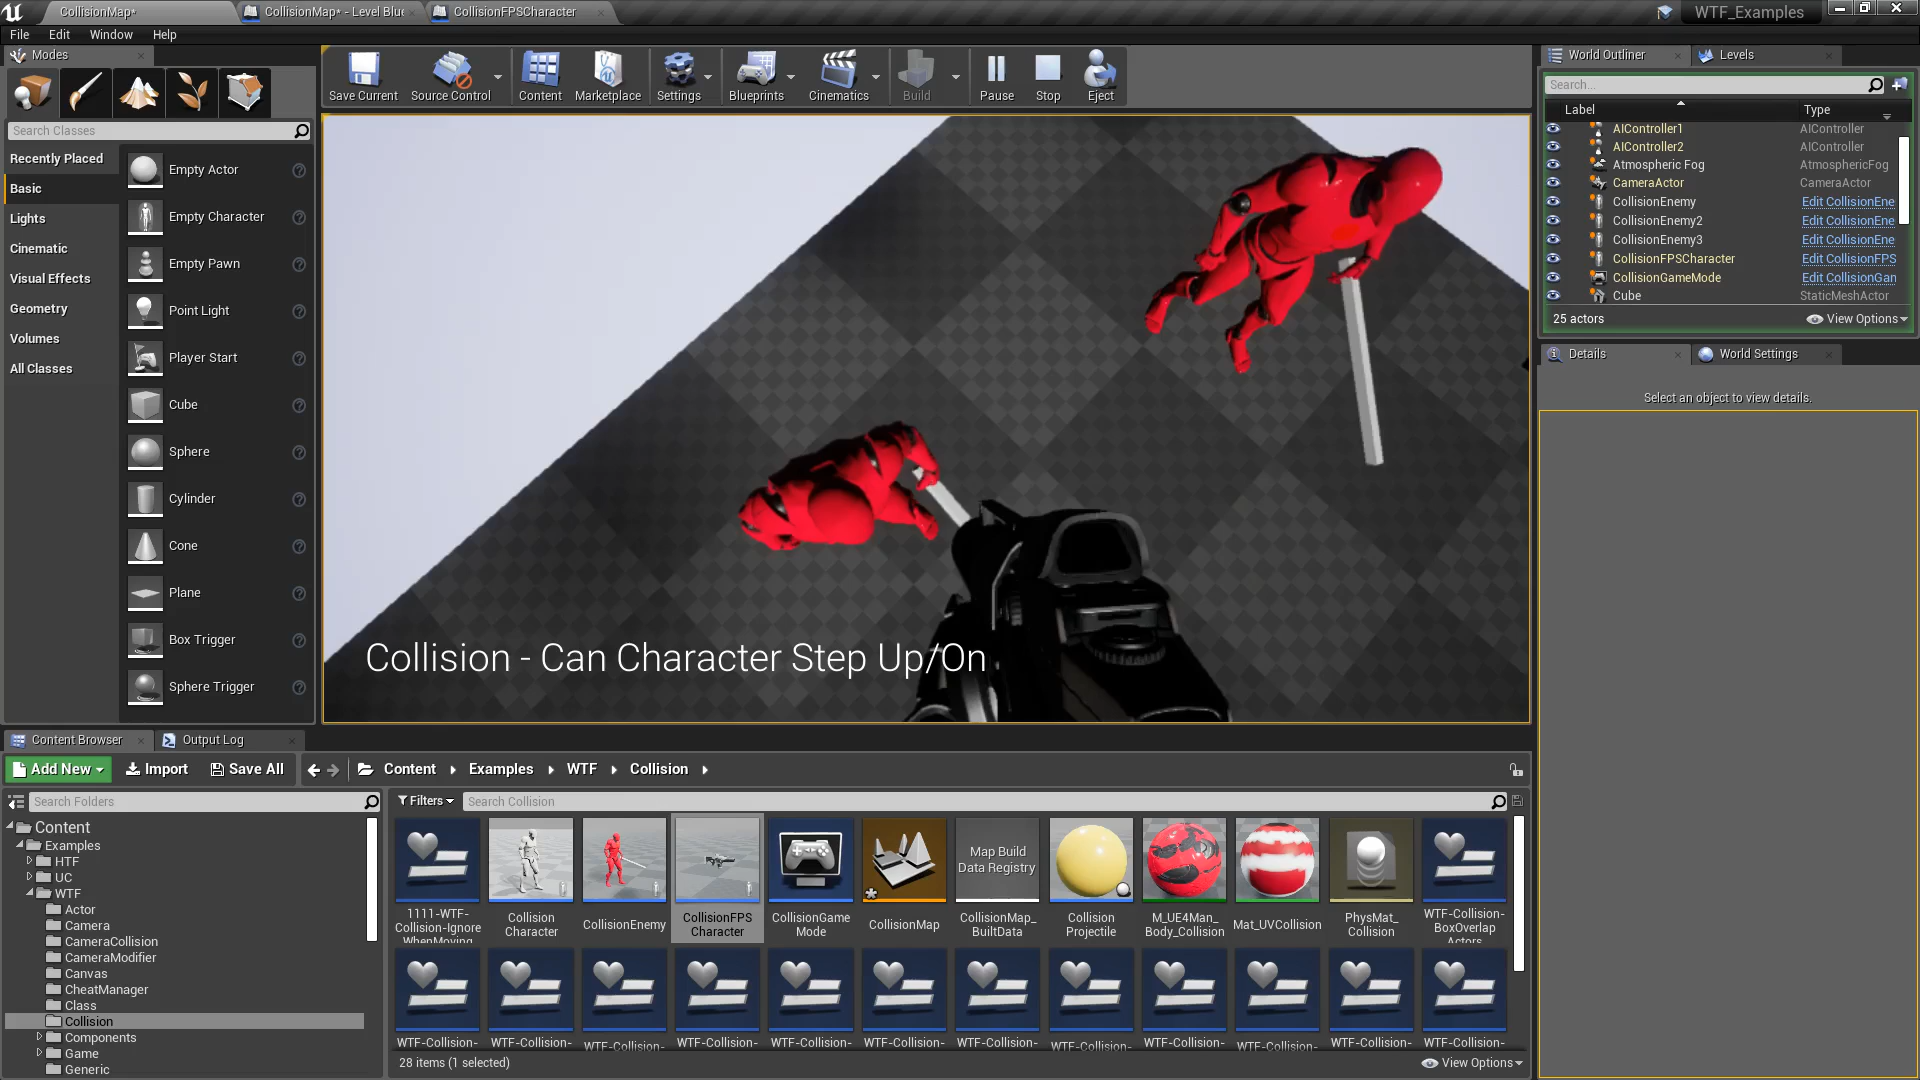 CollisionMap*
CollisionMap* - Level Blue
CollisionFPSCharacter
WTF_Examples
File
Edit
Window
Help
Modes
Save Current
Source Control
Content
Marketplace
Settings
Blueprints
Cinematics
Build
Pause
Stop
Eject
World Outliner
Levels
Search...
Label
Type
AIController1
AIController
AIController2
AIController
Atmospheric Fog
AtmosphericFog
CameraActor
CameraActor
CollisionEnemy
Edit CollisionEne
CollisionEnemy2
Edit CollisionEne
CollisionEnemy3
Edit CollisionEne
CollisionFPSCharacter
Edit CollisionFPS
CollisionGameMode
Edit CollisionGan
Cube
StaticMeshActor
25 actors
View Options
Details
World Settings
Select an object to view details.
Search Classes
Recently Placed
Basic
Lights
Cinematic
Visual Effects
Geometry
Volumes
All Classes
Empty Actor
Empty Character
Empty Pawn
Point Light
Player Start
Cube
Sphere
Cylinder
Cone
Plane
Box Trigger
Sphere Trigger
Collision - Can Character Step Up/On
Content Browser
Output Log
Add New
Import
Save All
Content
Examples
WTF
Collision
Search Folders
Filters
Search Collision
Content
Examples
HTF
UC
WTF
Actor
Camera
CameraCollision
CameraModifier
Canvas
CheatManager
Class
Collision
Components
Game
Generic
Map Build
Data Registry
1111-WTF-
Collision-Ignore
WhenMoving
Collision
Character
CollisionEnemy
CollisionFPS
Character
CollisionGame
Mode
CollisionMap
CollisionMap_
BuiltData
Collision
Projectile
M_UE4Man_
Body_Collision
Mat_UVCollision
PhysMat_
Collision
WTF-Collision-
BoxOverlap
Actors
WTF-Collision-
WTF-Collision-
WTF-Collision-
WTF-Collision-
WTF-Collision-
WTF-Collision-
WTF-Collision-
WTF-Collision-
WTF-Collision-
WTF-Collision-
WTF-Collision-
WTF-Collision-
28 items (1 selected)
View Options